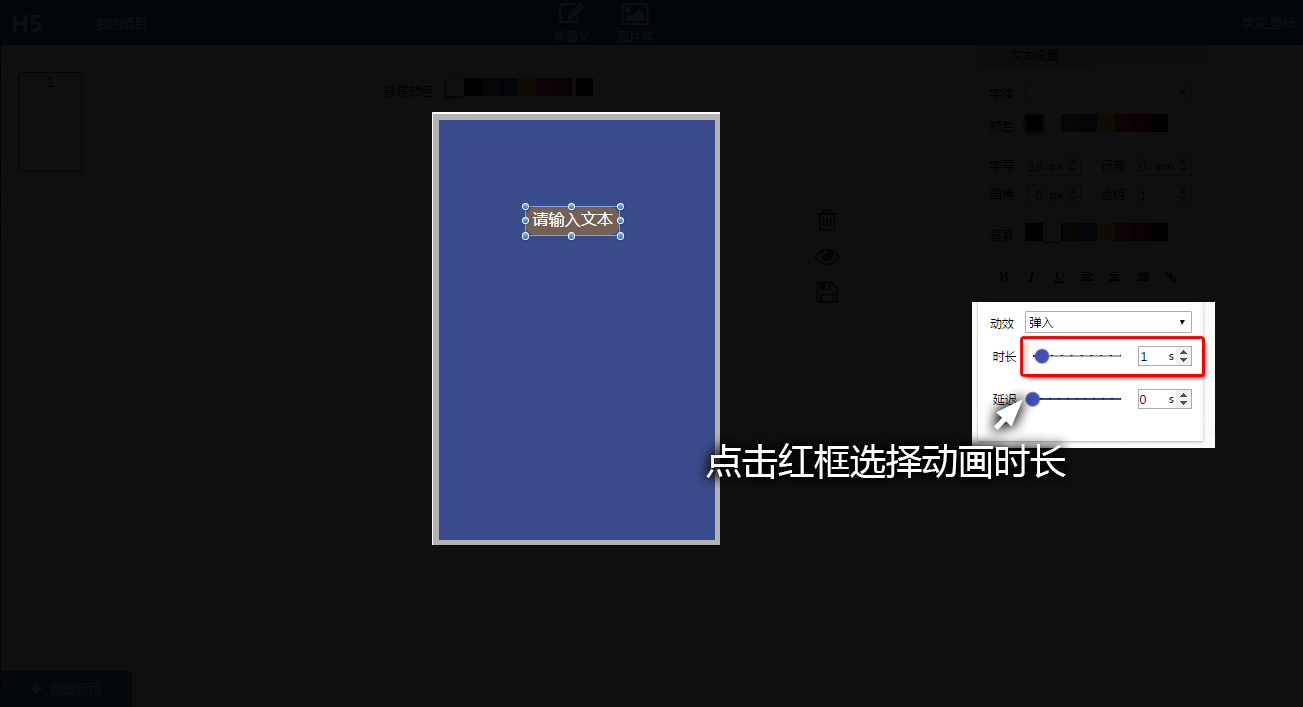 H5
我的项目
新建文
图片库
欢迎登陆
1
背景颜色
文本设置
字体
颜色
字号 18 px 行距 0 em
圆角 0 px 透明 1
背景
B I U
请输入文本
动效 弹入
时长 1 s
延迟 0 s
点击红框选择动画时长
+ 创建新页